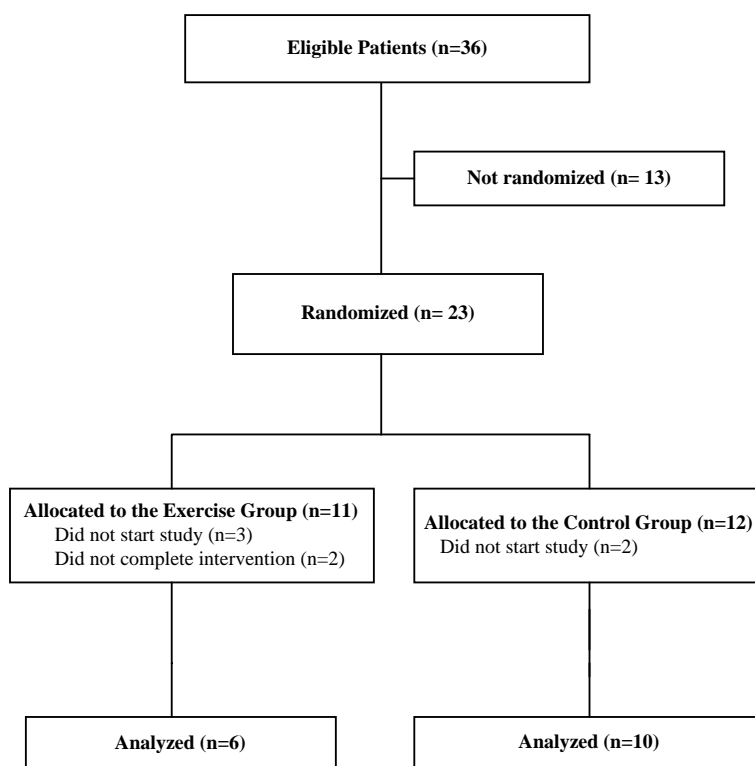 Eligible Patients (n=36)
Not randomized (n= 13)
Randomized (n= 23)
Allocated to the Exercise Group (n=11)
Did not start study (n=3)
Did not complete intervention (n=2)
Allocated to the Control Group (n=12)
Did not start study (n=2)
Analyzed (n=6)
Analyzed (n=10)